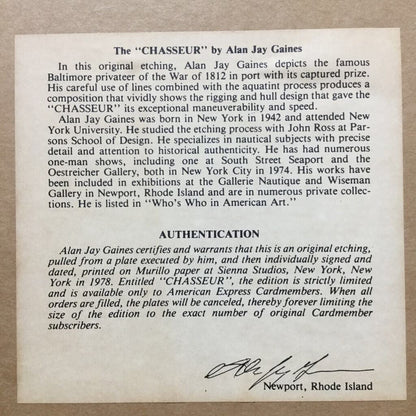 The "CHASSEUR" by Alan Jay Gaines
In this original etching, Alan Jay Gaines depicts the famous
Baltimore privateer of the War of 1812 in port with its captured prize.
His careful use of lines combined with the aquatint process produces a
composition that vividly shows the rigging and hull design that gave the
"CHASSEUR" its exceptional maneuverability and speed.
Alan Jay Gaines was born in New York in 1942 and attended New
York University. He studied the etching process with John Ross at Par-
sons School of Design. He specializes in nautical subjects with precise
detail and attention to historical authenticity. He has had numerous
one-man shows, including one at South Street Seaport and the
Oestreicher Gallery, both in New York City in 1974. His works have
been included in exhibitions at the Gallerie Nautique and Wiseman
Gallery in Newport, Rhode Island and are in numerous private collec-
tions. He is listed in "Who's Who in American Art."
AUTHENTICATION
Alan Jay Gaines certifies and warrants that this is an original etching,
pulled from a plate executed by him, and then individually signed and
dated, printed on Murillo paper at Sienna Studios, New York, New
York in 1978. Entitled "CHASSEUR", the edition is strictly limited
and is available only to American Express Cardmembers. When all
orders are filled, the plates will be canceled, thereby forever limiting the
size of the edition to the exact number of original Cardmember
subscribers.
Newport, Rhode Island